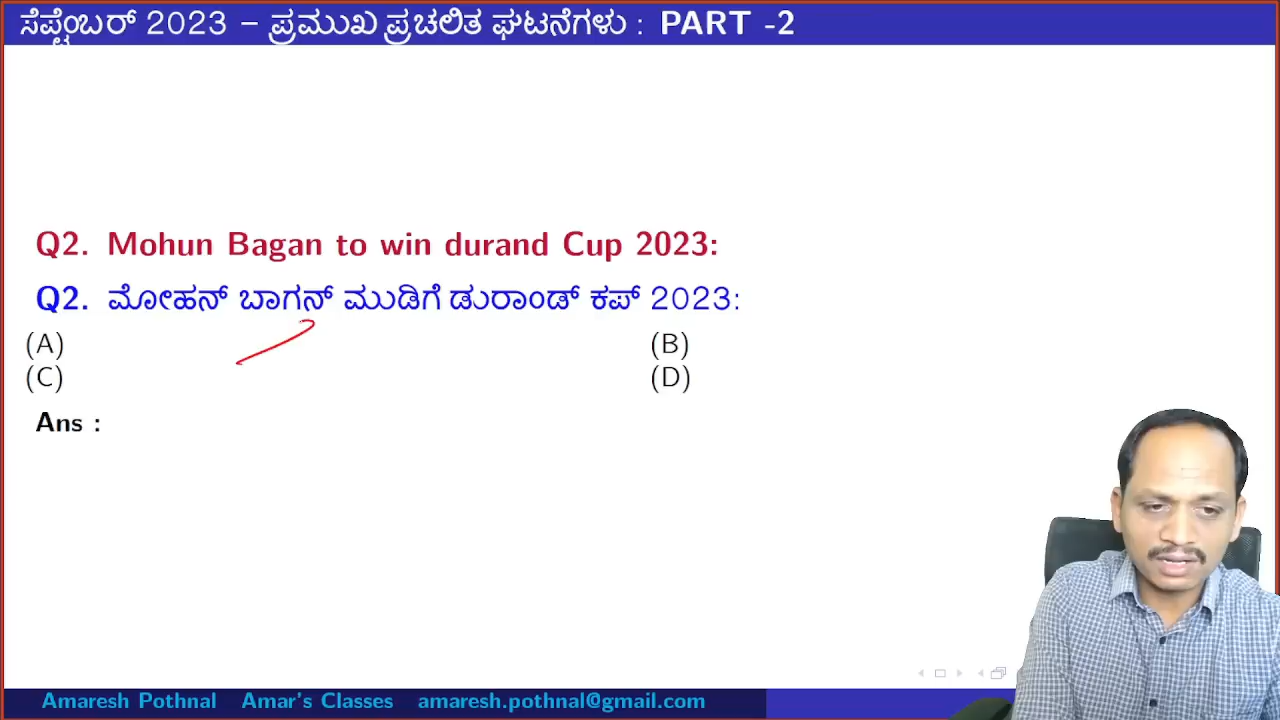 ಸೆಪ್ಟೆಂಬರ್ 2023 – ಪ್ರಮುಖ ಪ್ರಚಲಿತ ಘಟನೆಗಳು : PART -2
Q2. Mohun Bagan to win durand Cup 2023:
Q2. ಮೋಹನ್ ಬಾಗನ್ ಮುಡಿಗೆ ಡುರಾಂಡ್ ಕಪ್ 2023:
(A) (B)
(C) (D)
Ans :
Amaresh Pothnal Amar's Classes amaresh.pothnal@gmail.com